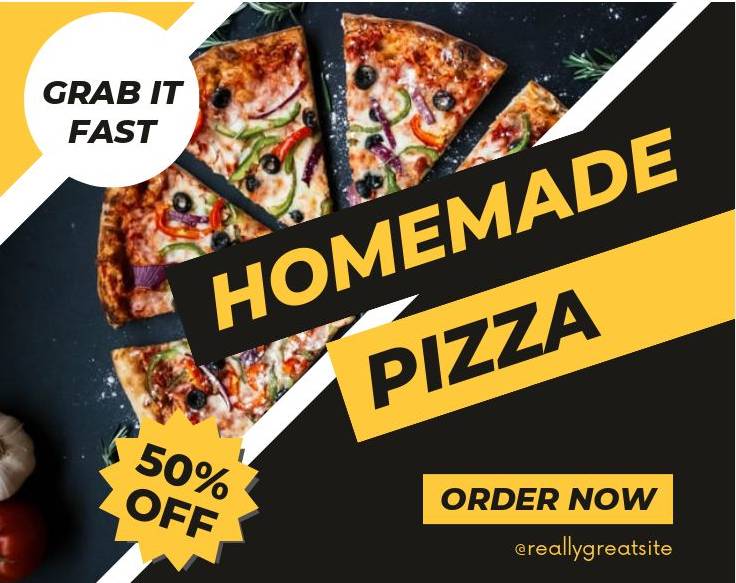 GRAB IT
FAST
HOMEMADE
PIZZA
50%
OFF
ORDER NOW
@reallygreatsite